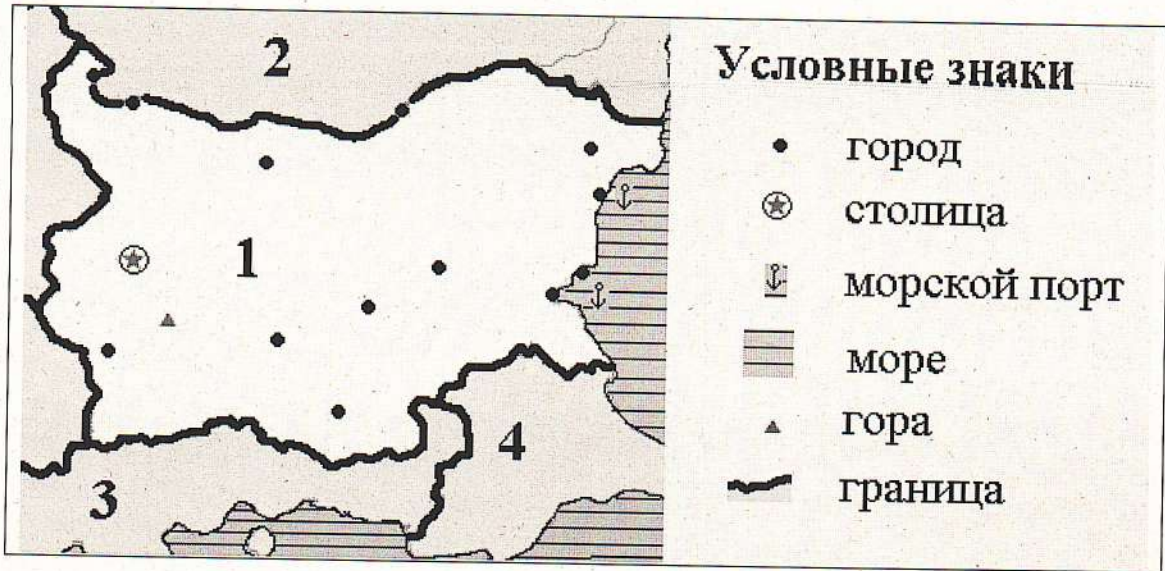 2
1
3
4
Условные знаки
город
столица
морской порт
море
гора
граница